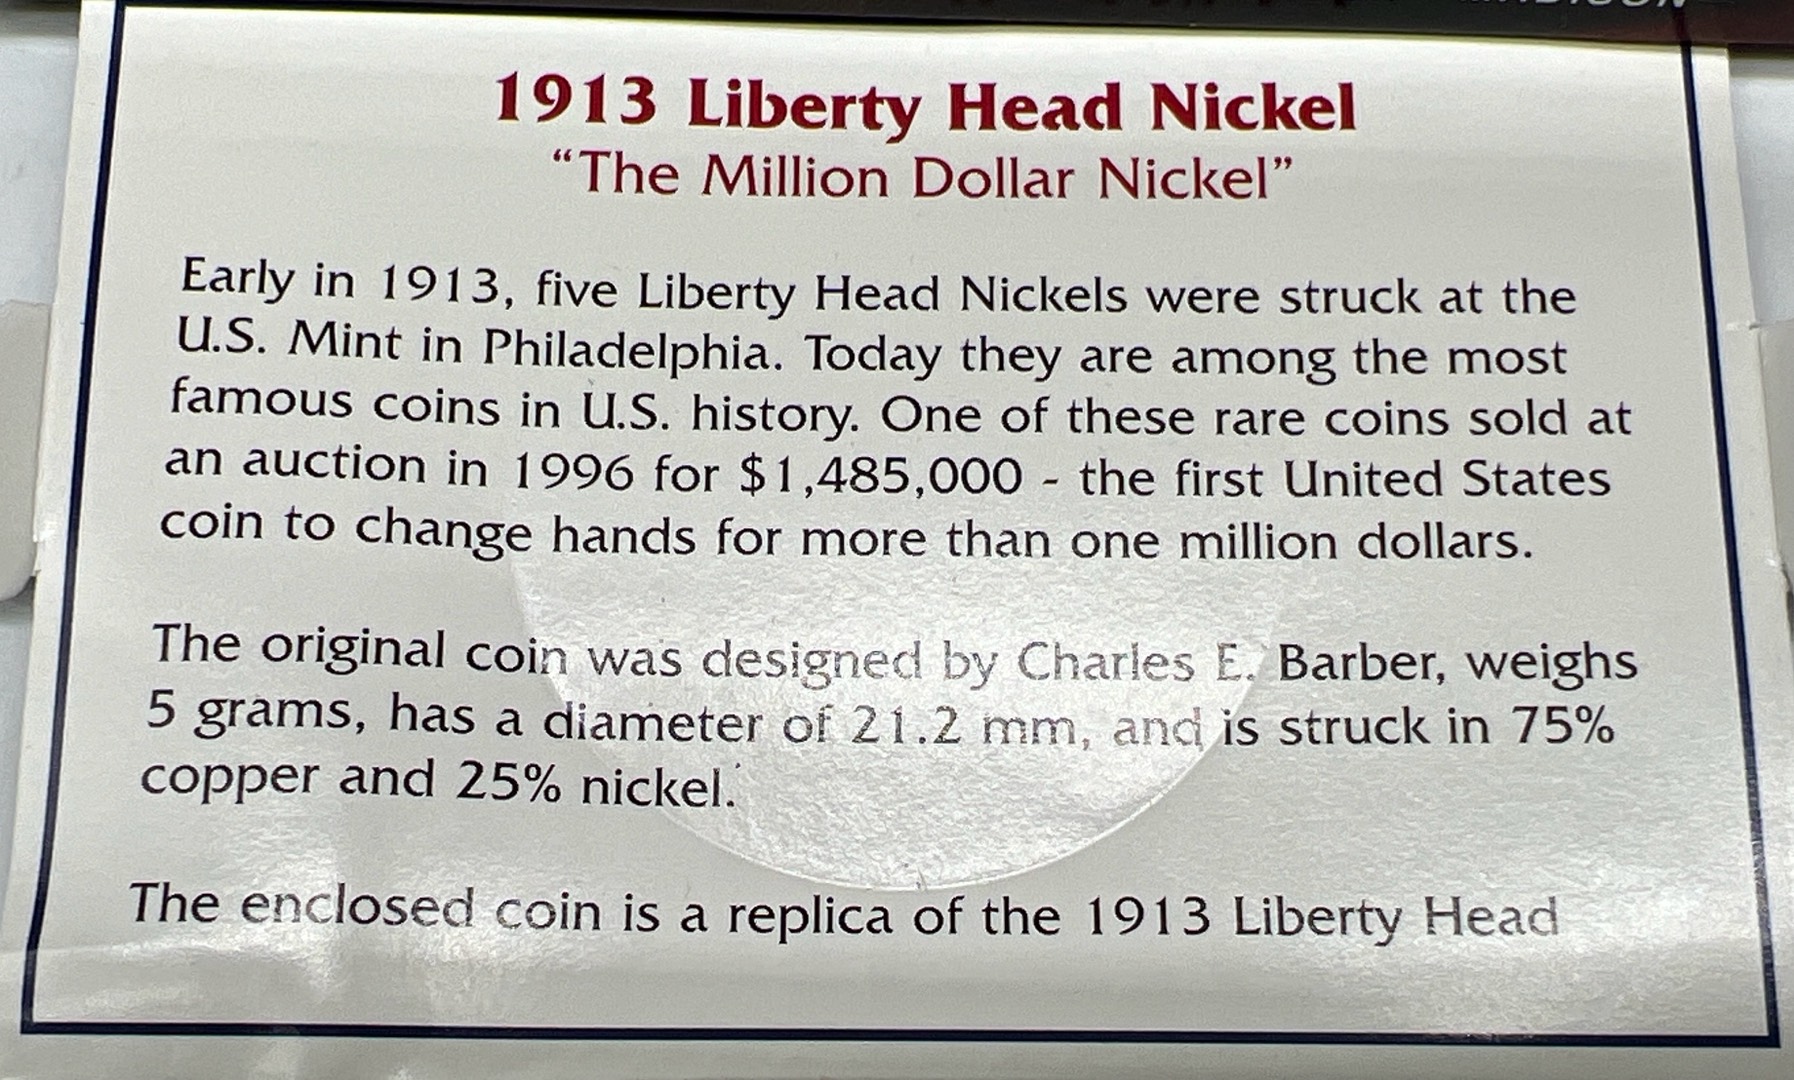 1913 Liberty Head Nickel
“The Million Dollar Nickel”
Early in 1913, five Liberty Head Nickels were struck at the
U.S. Mint in Philadelphia. Today they are among the most
famous coins in U.S. history. One of these rare coins sold at
an auction in 1996 for $1,485,000 - the first United States
coin to change hands for more than one million dollars.
The original coin was designed by Charles E. Barber, weighs
5 grams, has a diameter of 21.2 mm, and is struck in 75%
copper and 25% nickel.
The enclosed coin is a replica of the 1913 Liberty Head